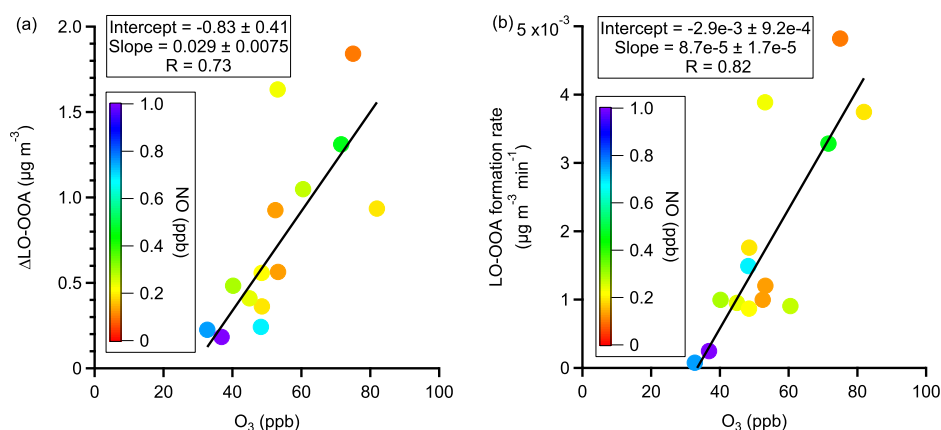 (a)
Intercept = -0.83 ± 0.41
Slope = 0.029 ± 0.0075
R = 0.73
2.0
1.5
1.0
0.5
0
ΔLO-OOA (µg m⁻³)
1.0
0.8
0.6
0.4
0.2
0
NO (ppb)
0
20
40
60
80
100
O₃ (ppb)
(b)
Intercept = -2.9e-3 ± 9.2e-4
Slope = 8.7e-5 ± 1.7e-5
R = 0.82
5 x10⁻³
4
3
2
1
0
LO-OOA formation rate
(µg m⁻³ min⁻¹)
1.0
0.8
0.6
0.4
0.2
0
NO (ppb)
0
20
40
60
80
100
O₃ (ppb)